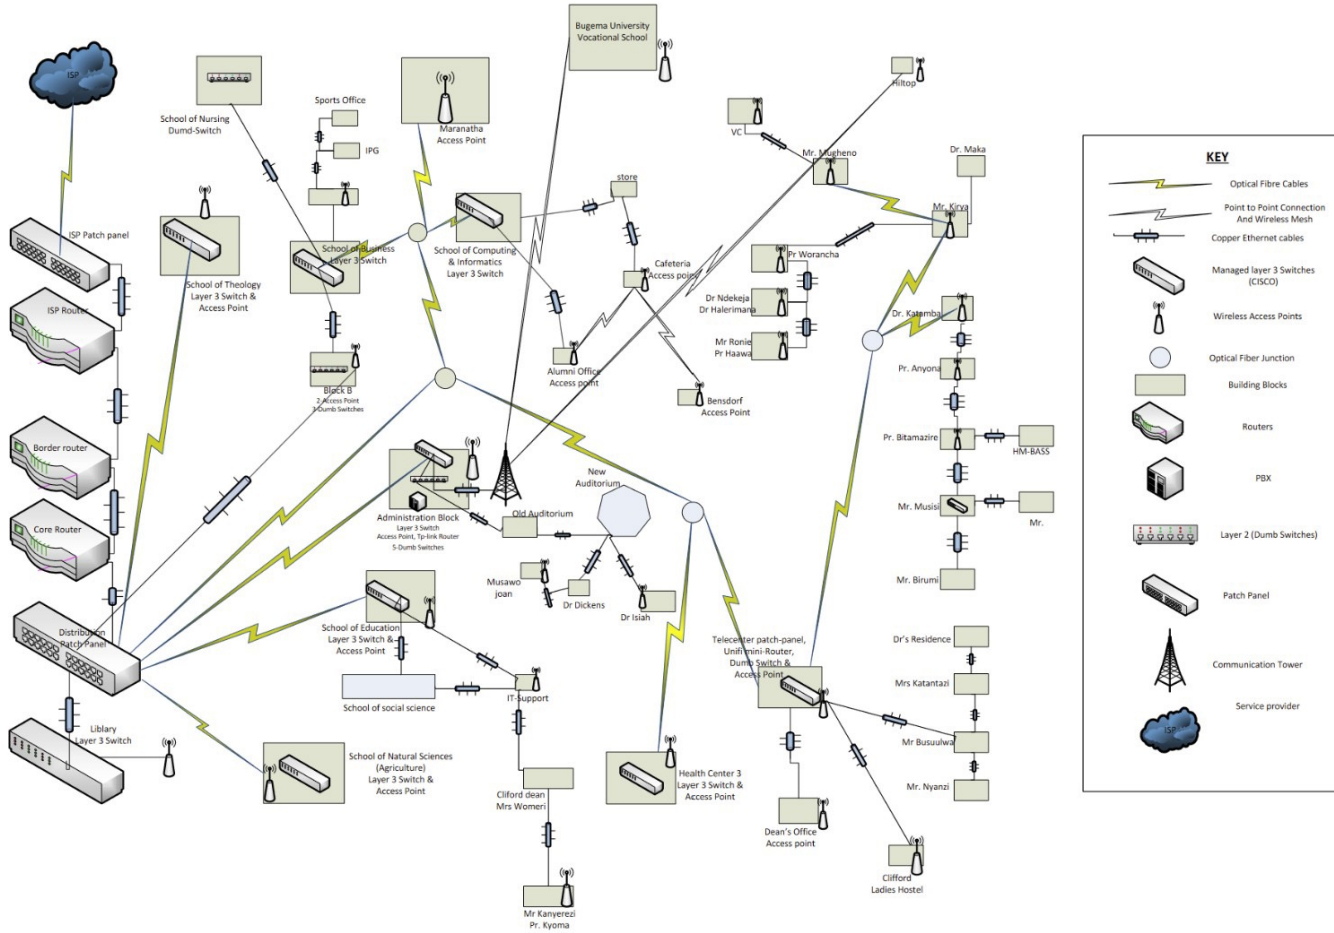 ISP
ISP Patch panel
ISP Router
Border router
Core Router
Distribution
Patch Panel
Liblary
Layer 3 Switch
School of Nursing
Dumd-Switch
School of Theology
Layer 3 Switch &
Access Point
Sports Office
IPG
School of Business
Layer 3 Switch
Block B
2 Access Point
3 Dumb Switches
Maranatha
Access Point
School of Computing
& Informatics
Layer 3 Switch
Bugema University
Vocational School
store
Cafeteria
Access point
Alumni Office
Access point
Bensdorf
Access Point
Hiltop
VC
Mr. Mugheno
Dr. Maka
Mr. Kirya
Pr Worancha
Dr Ndekeja
Dr Halerimana
Mr Ronie
Pr Haawa
Dr. Katamba
Pr. Anyona
Pr. Bitamazire
HM-BASS
Mr. Musisi
Mr.
Mr. Birumi
Administration Block
Layer 3 Switch
Access Point, Tp-link Router
5 Dumb Switches
New
Auditorium
Old Auditorium
Musawo
joan
Dr Dickens
Dr Isiah
School of Education
Layer 3 Switch &
Access Point
School of social science
IT-Support
School of Natural Sciences
(Agriculture)
Layer 3 Switch &
Access Point
Cliford dean
Mrs Womeri
Mr Kanyerezi
Pr. Kyoma
Health Center 3
Layer 3 Switch &
Access Point
Telecenter patch-panel,
Unifi mini-Router,
Dumb Switch &
Access Point
Dean's Office
Access point
Clifford
Ladies Hostel
Dr's Residence
Mrs Katantazi
Mr Busuulwa
Mr. Nyanzi
KEY
Optical Fibre Cables
Point to Point Connection
And Wireless Mesh
Copper Ethernet cables
Managed layer 3 Switches
(CISCO)
Wireless Access Points
Optical Fiber Junction
Building Blocks
Routers
PBX
Layer 2 (Dumb Switches)
Patch Panel
Communication Tower
Service provider
ISP